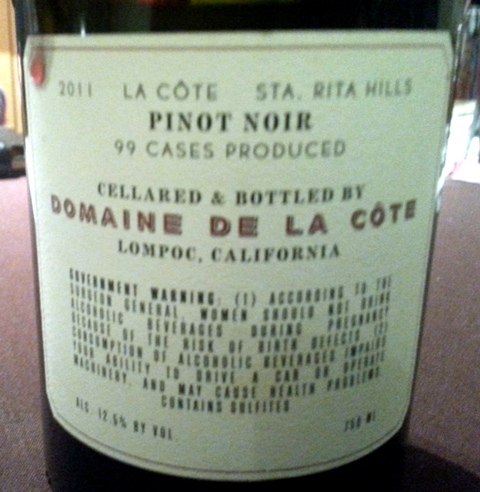 2011 LA CÔTE STA. RITA HILLS
PINOT NOIR
99 CASES PRODUCED
CELLARED & BOTTLED BY
DOMAINE DE LA CÔTE
LOMPOC, CALIFORNIA
GOVERNMENT WARNING: (1) ACCORDING TO THE
SURGEON GENERAL, WOMEN SHOULD NOT DRINK
ALCOHOLIC BEVERAGES DURING PREGNANCY
BECAUSE OF THE RISK OF BIRTH DEFECTS. (2)
CONSUMPTION OF ALCOHOLIC BEVERAGES IMPAIRS
YOUR ABILITY TO DRIVE A CAR OR OPERATE
MACHINERY, AND MAY CAUSE HEALTH PROBLEMS.
CONTAINS SULFITES
ALC. 12.5% BY VOL. 750 ML